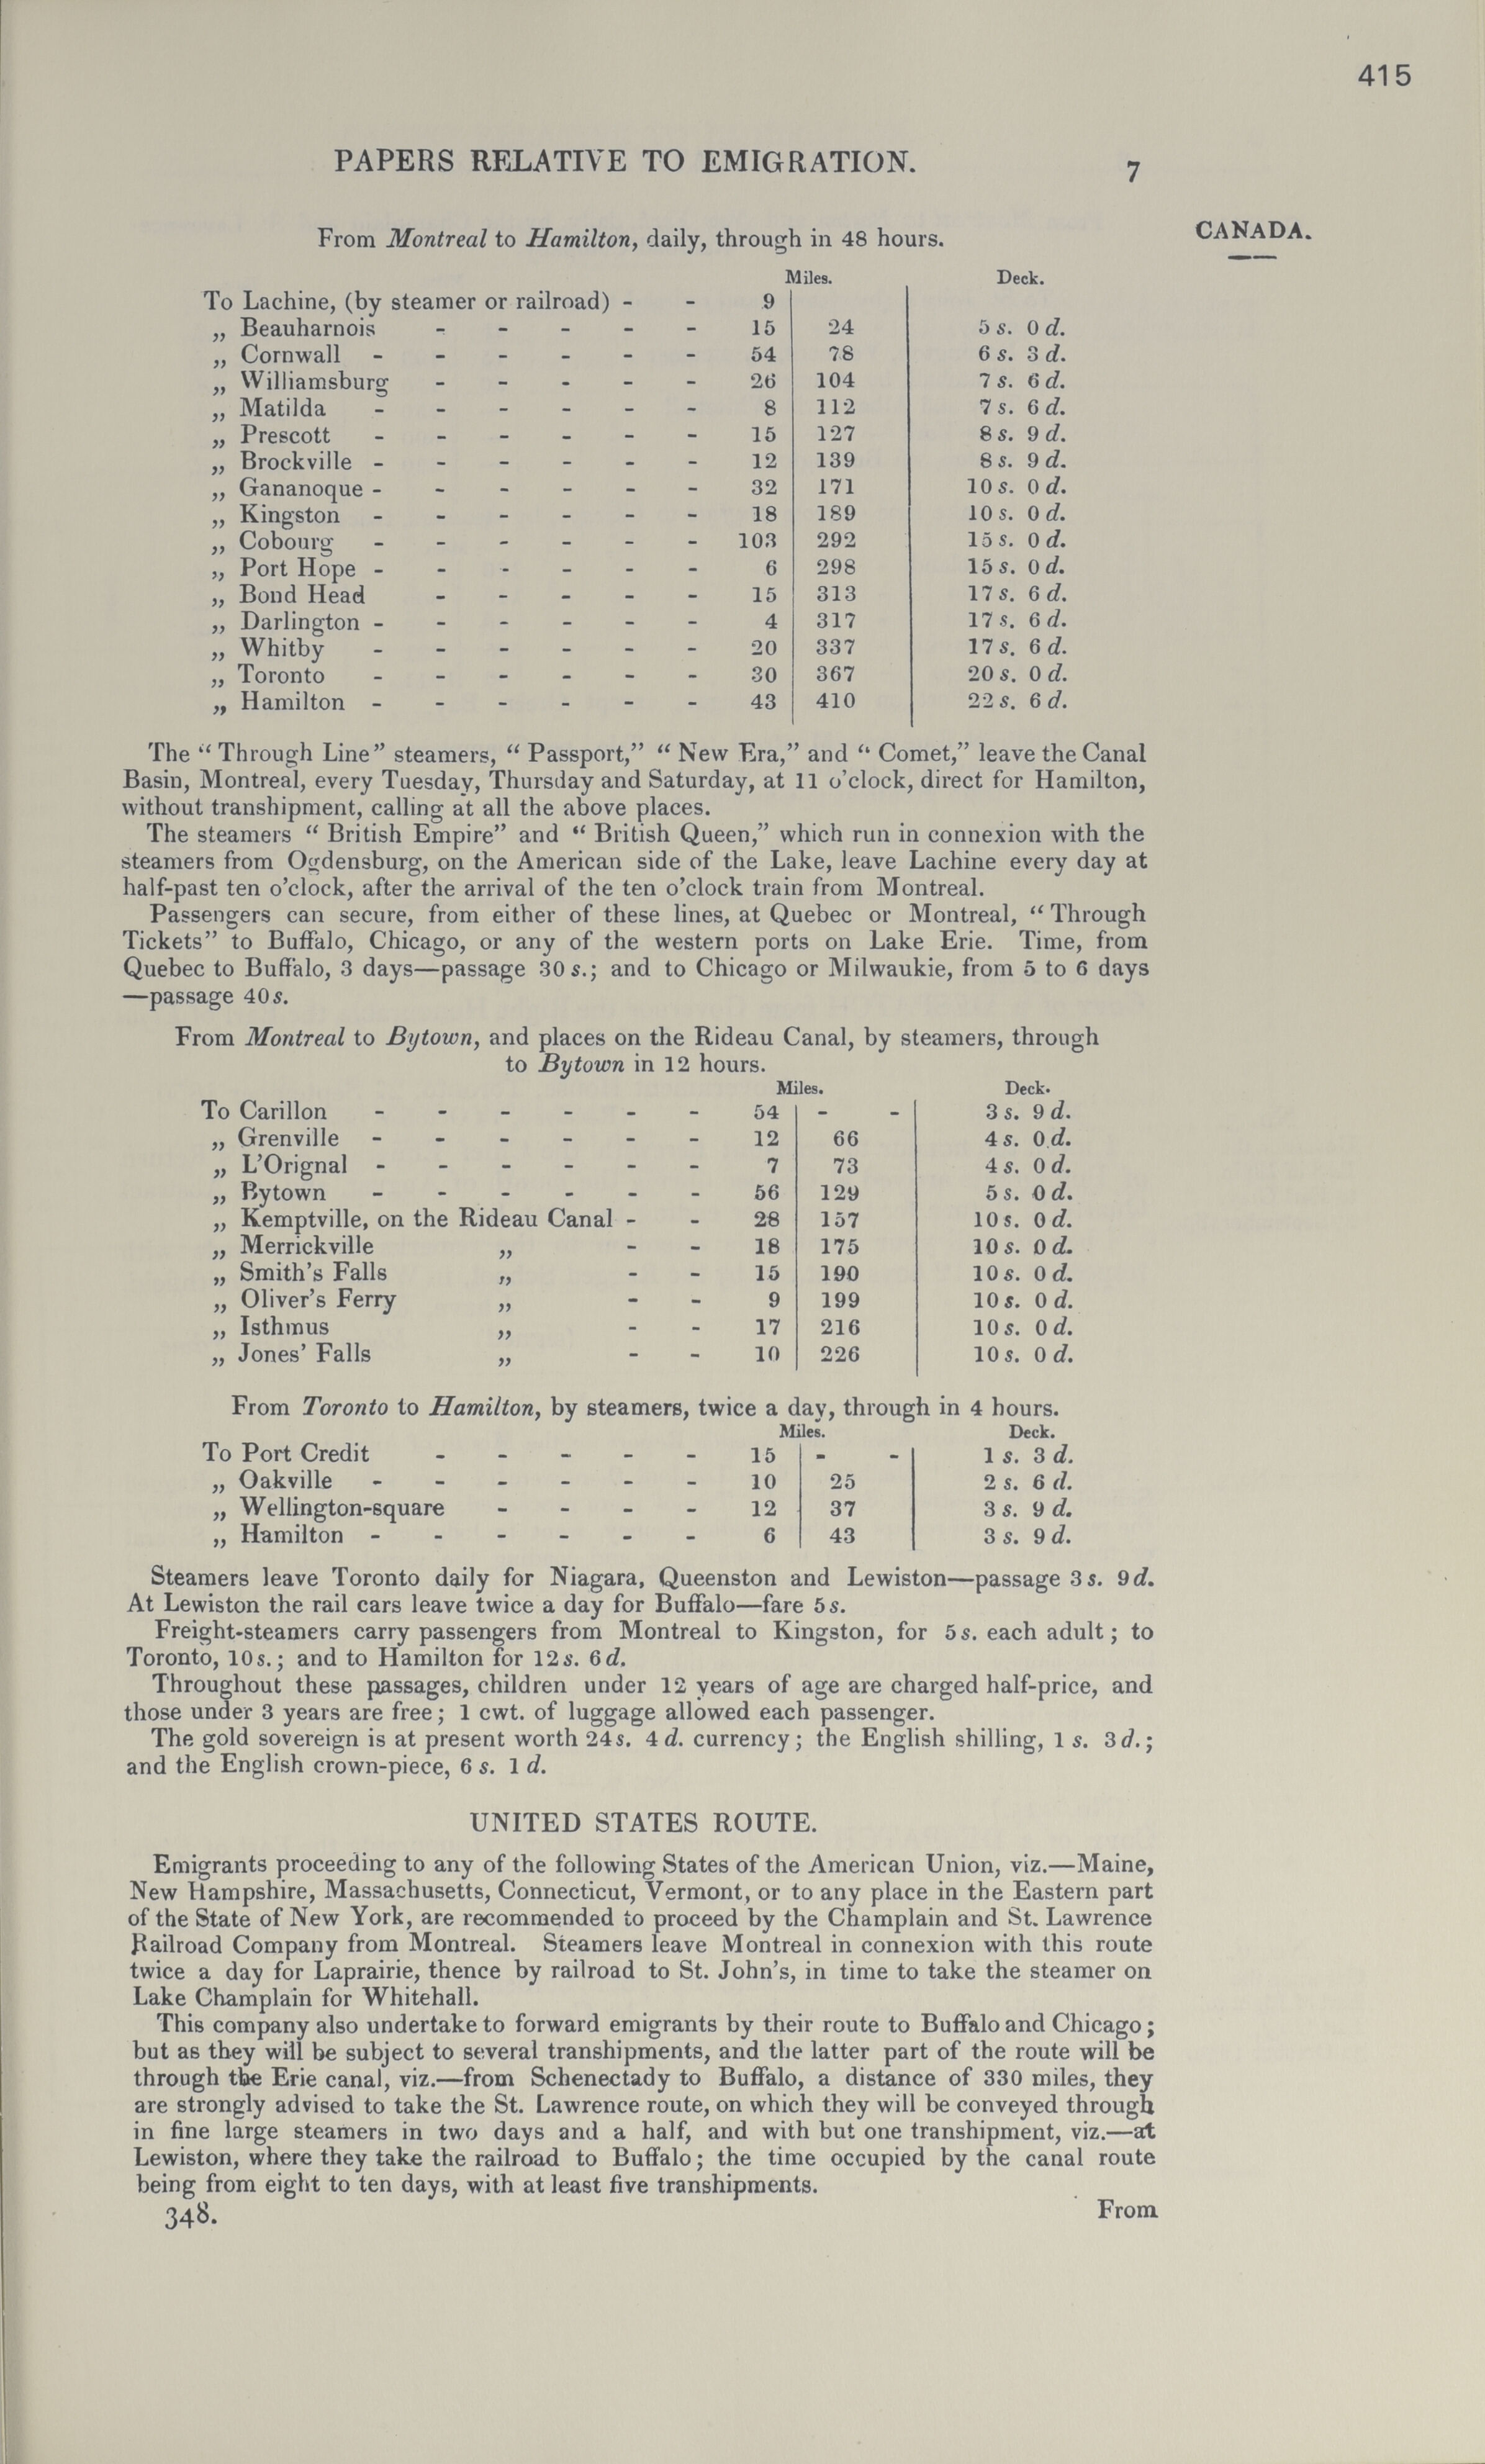 415
PAPERS RELATIVE TO EMIGRATION. 7
CANADA.
From Montreal to Hamilton, daily, through in 48 hours.
Miles. Deck.
To Lachine, (by steamer or railroad) - - 9
„ Beauharnois - - - - - 15 24 5 s. 0 d.
„ Cornwall - - - - - - 54 78 6 s. 3 d.
„ Williamsburg - - - - - 26 104 7 s. 6 d.
„ Matilda - - - - - - 8 112 7 s. 6 d.
„ Prescott - - - - - - 15 127 8 s. 9 d.
„ Brockville - - - - - - 12 139 8 s. 9 d.
„ Gananoque - - - - - - 32 171 10 s. 0 d.
„ Kingston - - - - - - 18 189 10 s. 0 d.
„ Cobourg - - - - - - 103 292 15 s. 0 d.
„ Port Hope - - - - - - 6 298 15 s. 0 d.
„ Bond Head - - - - - 15 313 17 s. 6 d.
„ Darlington - - - - - - 4 317 17 s. 6 d.
„ Whitby - - - - - - 20 337 17 s. 6 d.
„ Toronto - - - - - - 30 367 20 s. 0 d.
„ Hamilton - - - - - - 43 410 22 s. 6 d.
The “Through Line” steamers, “Passport,” “New Era,” and “Comet,” leave the Canal
Basin, Montreal, every Tuesday, Thursday and Saturday, at 11 o'clock, direct for Hamilton,
without transhipment, calling at all the above places.
The steamers “British Empire” and “British Queen,” which run in connexion with the
steamers from Ogdensburg, on the American side of the Lake, leave Lachine every day at
half-past ten o'clock, after the arrival of the ten o'clock train from Montreal.
Passengers can secure, from either of these lines, at Quebec or Montreal, “Through
Tickets” to Buffalo, Chicago, or any of the western ports on Lake Erie. Time, from
Quebec to Buffalo, 3 days—passage 30 s.; and to Chicago or Milwaukie, from 5 to 6 days
—passage 40 s.
From Montreal to Bytown, and places on the Rideau Canal, by steamers, through
to Bytown in 12 hours.
Miles. Deck.
To Carillon - - - - - - 54 - - 3 s. 9 d.
„ Grenville - - - - - - 12 66 4 s. 0 d.
„ L'Orignal - - - - - - 7 73 4 s. 0 d.
„ Bytown - - - - - - 56 129 5 s. 0 d.
„ Kemptville, on the Rideau Canal - - 28 157 10 s. 0 d.
„ Merrickville „ - - 18 175 10 s. 0 d.
„ Smith's Falls „ - - 15 190 10 s. 0 d.
„ Oliver's Ferry „ - - 9 199 10 s. 0 d.
„ Isthmus „ - - 17 216 10 s. 0 d.
„ Jones' Falls „ - - 10 226 10 s. 0 d.
From Toronto to Hamilton, by steamers, twice a day, through in 4 hours.
Miles. Deck.
To Port Credit - - - - - 15 - - 1 s. 3 d.
„ Oakville - - - - - - 10 25 2 s. 6 d.
„ Wellington-square - - - - 12 37 3 s. 9 d.
„ Hamilton - - - - - - 6 43 3 s. 9 d.
Steamers leave Toronto daily for Niagara, Queenston and Lewiston—passage 3 s. 9 d.
At Lewiston the rail cars leave twice a day for Buffalo—fare 5 s.
Freight-steamers carry passengers from Montreal to Kingston, for 5 s. each adult; to
Toronto, 10 s.; and to Hamilton for 12 s. 6 d.
Throughout these passages, children under 12 years of age are charged half-price, and
those under 3 years are free; 1 cwt. of luggage allowed each passenger.
The gold sovereign is at present worth 24 s. 4 d. currency; the English shilling, 1 s. 3 d.;
and the English crown-piece, 6 s. 1 d.
UNITED STATES ROUTE.
Emigrants proceeding to any of the following States of the American Union, viz.—Maine,
New Hampshire, Massachusetts, Connecticut, Vermont, or to any place in the Eastern part
of the State of New York, are recommended to proceed by the Champlain and St. Lawrence
Railroad Company from Montreal. Steamers leave Montreal in connexion with this route
twice a day for Laprairie, thence by railroad to St. John's, in time to take the steamer on
Lake Champlain for Whitehall.
This company also undertake to forward emigrants by their route to Buffalo and Chicago;
but as they will be subject to several transhipments, and the latter part of the route will be
through the Erie canal, viz.—from Schenectady to Buffalo, a distance of 330 miles, they
are strongly advised to take the St. Lawrence route, on which they will be conveyed through
in fine large steamers in two days and a half, and with but one transhipment, viz.—at
Lewiston, where they take the railroad to Buffalo; the time occupied by the canal route
being from eight to ten days, with at least five transhipments.
348. From